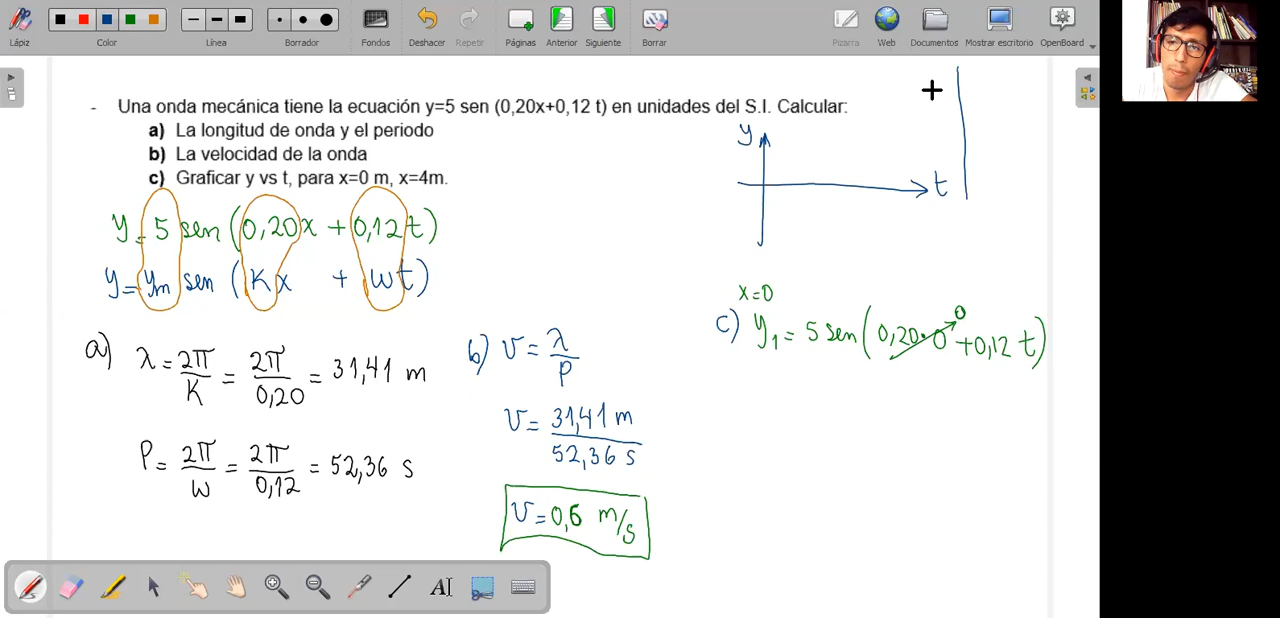 Lápiz Color Línea Borrador Fondos Deshacer Repetir Páginas Anterior Siguiente Borrar Pizarra Web Documentos Mostrar escritorio OpenBoard
- Una onda mecánica tiene la ecuación y=5 sen (0,20x+0,12 t) en unidades del S.I. Calcular:
a) La longitud de onda y el periodo
b) La velocidad de la onda
c) Graficar y vs t, para x=0 m, x=4m.
y
t
y = 5 sen (0,20x + 0,12 t)
y = ym sen (Kx + wt)
a) λ = 2π/K = 2π/0,20 = 31,41 m
P = 2π/w = 2π/0,12 = 52,36 s
b) v = λ/P
v = 31,41 m/52,36 s
v = 0,6 m/s
x = 0
c) y1 = 5 sen (0,20·0 + 0,12 t)
0
AI